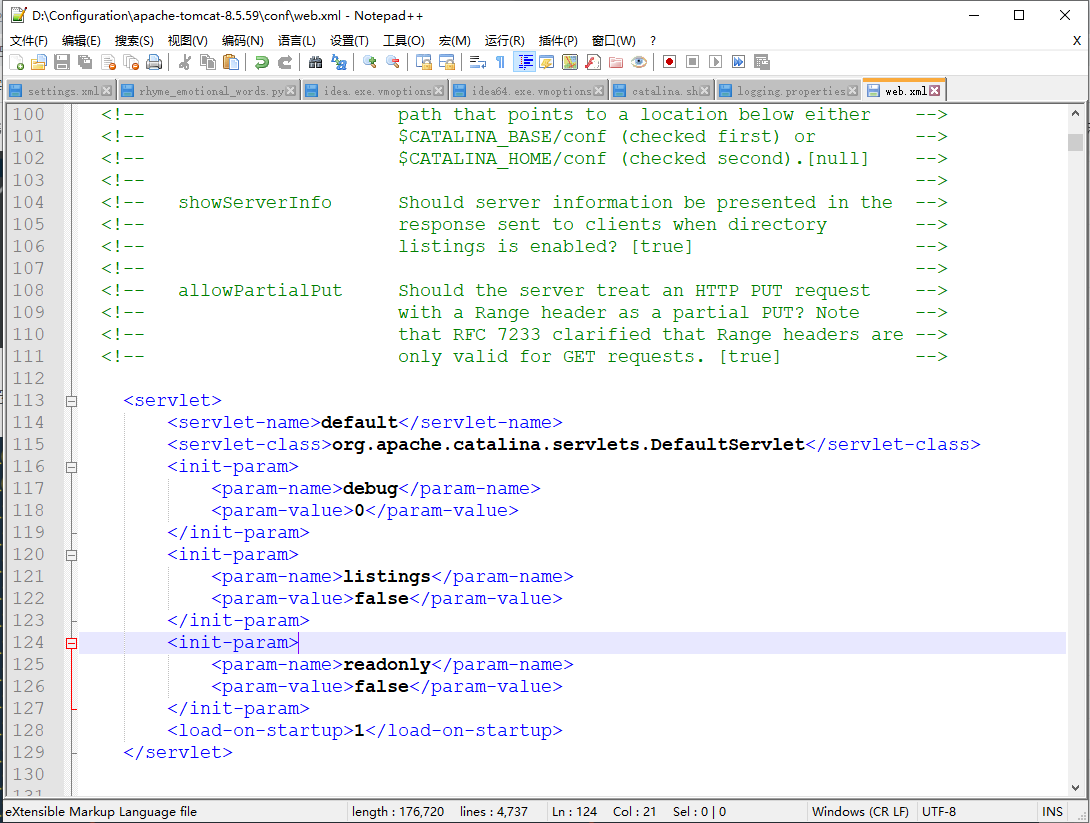 D:\Configuration\apache-tomcat-8.5.59\conf\web.xml - Notepad++
文件(F) 编辑(E) 搜索(S) 视图(V) 编码(N) 语言(L) 设置(T) 工具(O) 宏(M) 运行(R) 插件(P) 窗口(W) ? X
settings.xml rhyme_emotional_words.py idea.exe.vmoptions idea64.exe.vmoptions catalina.sh logging.properties web.xml
100 <!-- path that points to a location below either -->
101 <!-- $CATALINA_BASE/conf (checked first) or -->
102 <!-- $CATALINA_HOME/conf (checked second).[null] -->
103 <!-- -->
104 <!-- showServerInfo Should server information be presented in the -->
105 <!-- response sent to clients when directory -->
106 <!-- listings is enabled? [true] -->
107 <!-- -->
108 <!-- allowPartialPut Should the server treat an HTTP PUT request -->
109 <!-- with a Range header as a partial PUT? Note -->
110 <!-- that RFC 7233 clarified that Range headers are -->
111 <!-- only valid for GET requests. [true] -->
112
113 <servlet>
114 <servlet-name>default</servlet-name>
115 <servlet-class>org.apache.catalina.servlets.DefaultServlet</servlet-class>
116 <init-param>
117 <param-name>debug</param-name>
118 <param-value>0</param-value>
119 </init-param>
120 <init-param>
121 <param-name>listings</param-name>
122 <param-value>false</param-value>
123 </init-param>
124 <init-param>
125 <param-name>readonly</param-name>
126 <param-value>false</param-value>
127 </init-param>
128 <load-on-startup>1</load-on-startup>
129 </servlet>
130
131
eXtensible Markup Language file length : 176,720 lines : 4,737 Ln : 124 Col : 21 Sel : 0 | 0 Windows (CR LF) UTF-8 INS